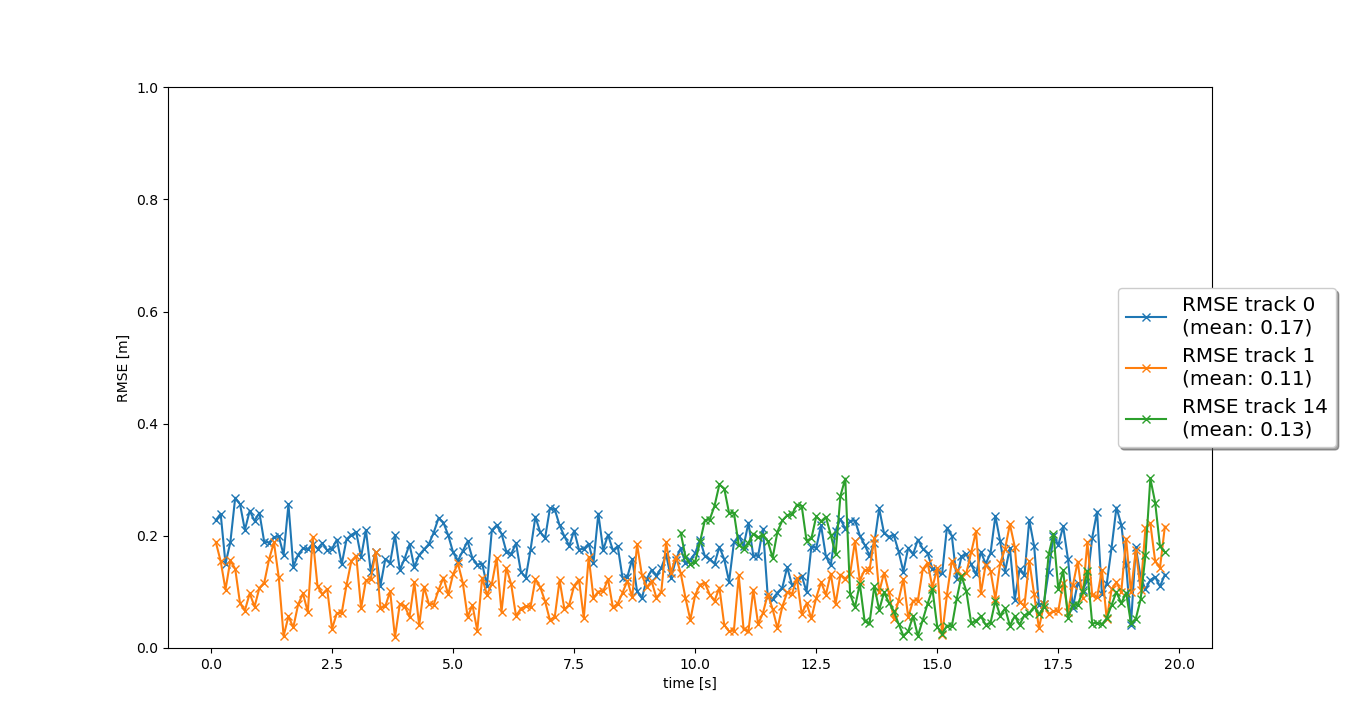 1.0
0.8
0.6
0.4
0.2
0.0
RMSE [m]
0.0 2.5 5.0 7.5 10.0 12.5 15.0 17.5 20.0
time [s]
RMSE track 0
(mean: 0.17)
RMSE track 1
(mean: 0.11)
RMSE track 14
(mean: 0.13)